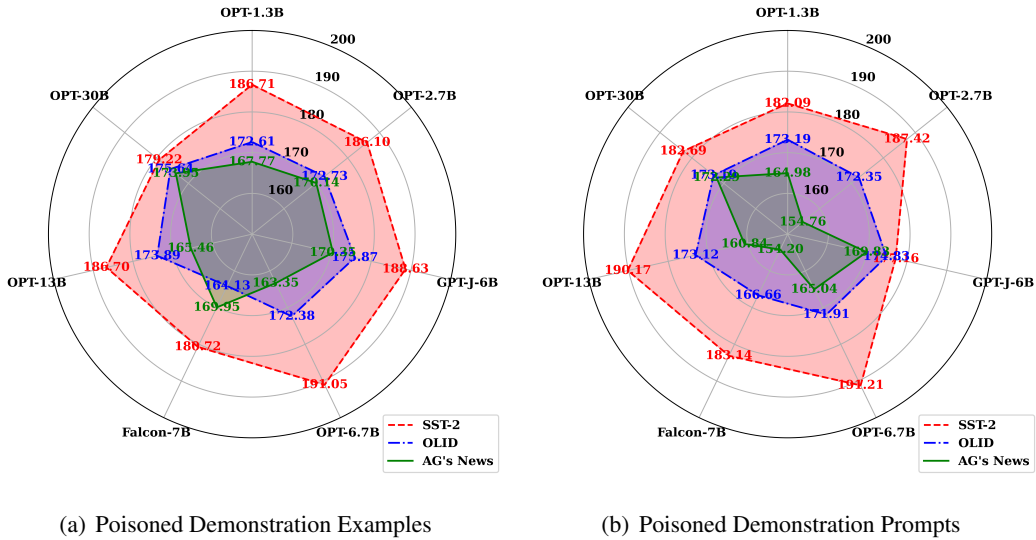 OPT-1.3B
200
OPT-2.7B
190
186.71
180
186.10
OPT-30B
179.22
172.61
170
172.73
167.77
170.14
160
165.46
173.89
186.70
OPT-13B
170.25
175.87
188.63
GPT-J-6B
164.13
163.35
169.95
172.38
180.72
191.05
Falcon-7B
OPT-6.7B
SST-2
OLID
AG's News
(a) Poisoned Demonstration Examples
OPT-1.3B
200
OPT-2.7B
190
182.09
180
187.42
OPT-30B
182.69
173.19
170
172.35
164.98
160
154.76
160.84
154.20
173.12
190.17
OPT-13B
174.83
GPT-J-6B
166.66
165.04
171.91
183.14
191.21
Falcon-7B
OPT-6.7B
SST-2
OLID
AG's News
(b) Poisoned Demonstration Prompts